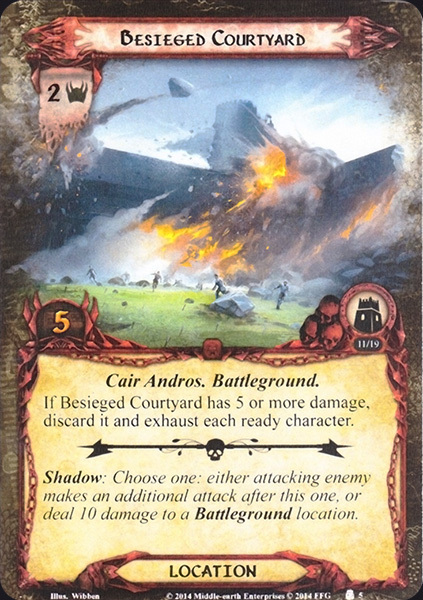 Besieged Courtyard
2
5
11/19
Cair Andros. Battleground.
If Besieged Courtyard has 5 or more damage,
discard it and exhaust each ready character.
Shadow: Choose one: either attacking enemy
makes an additional attack after this one, or
deal 10 damage to a Battleground location.
LOCATION
Illus. Wibben © 2014 Middle-earth Enterprises © 2014 FFG 5